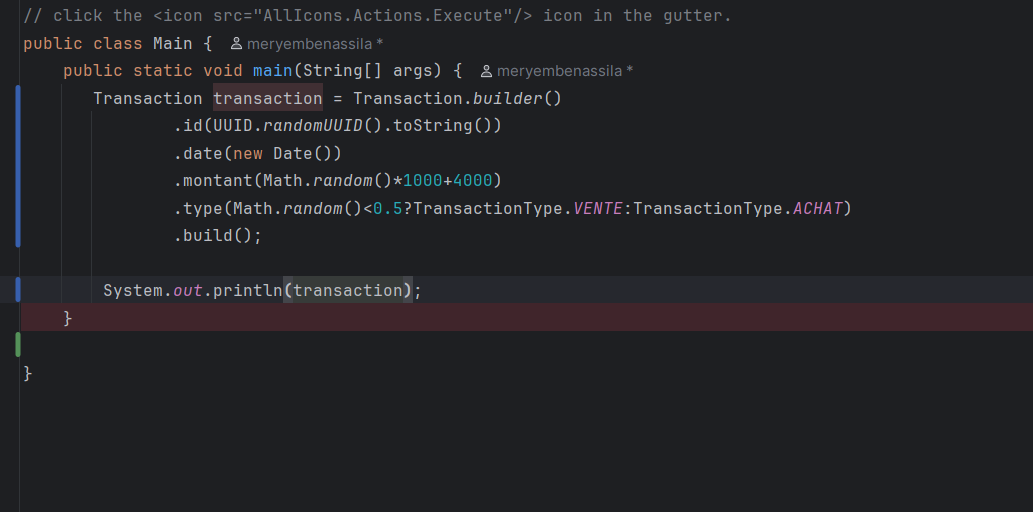 // click the <icon src="AllIcons.Actions.Execute"/> icon in the gutter.
public class Main { meryembenassila *
public static void main(String[] args) { meryembenassila *
Transaction transaction = Transaction.builder()
.id(UUID.randomUUID().toString())
.date(new Date())
.montant(Math.random()*1000+4000)
.type(Math.random()<0.5?TransactionType.VENTE:TransactionType.ACHAT)
.build();
System.out.println(transaction);
}
}